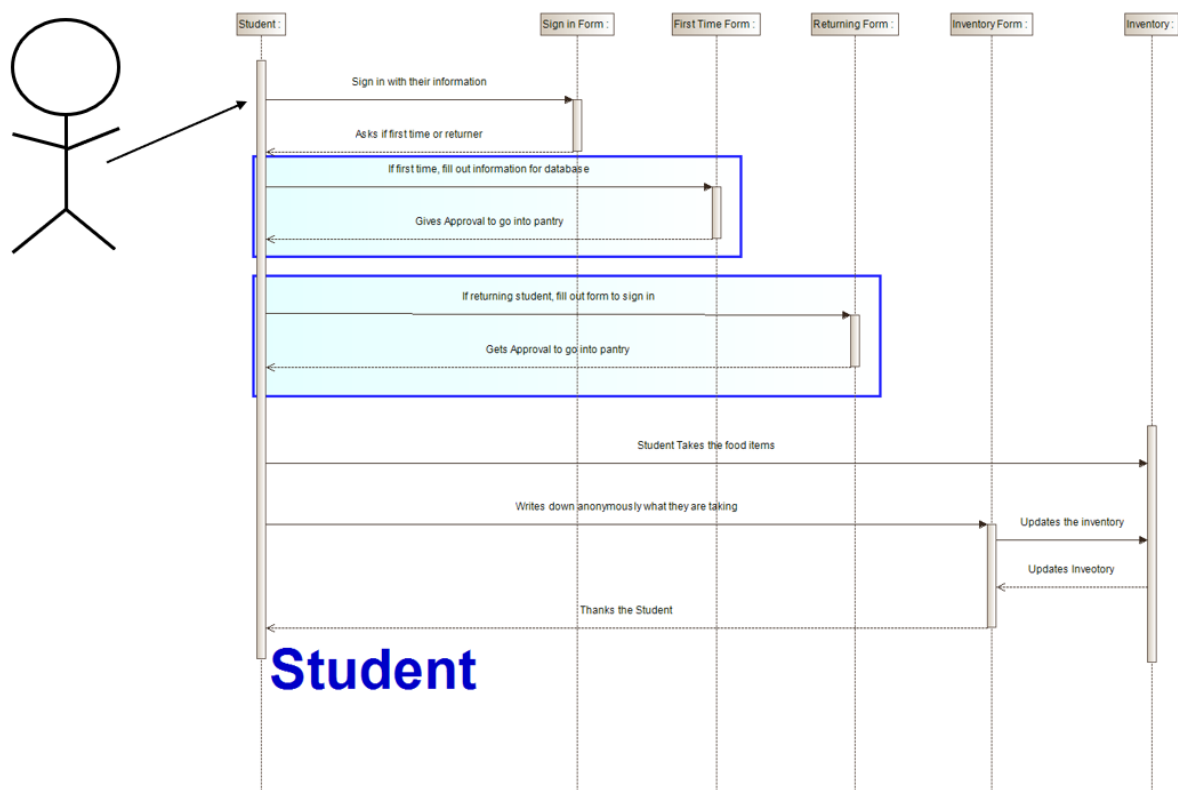 Student :
Sign in Form :
First Time Form :
Returning Form :
Inventory Form :
Inventory :
Sign in with their information
Asks if first time or returner
If first time, fill out information for database
Gives Approval to go into pantry
If returning student, fill out form to sign in
Gets Approval to go into pantry
Student Takes the food items
Writes down anonymously what they are taking
Updates the inventory
Updates Inveotory
Thanks the Student
Student